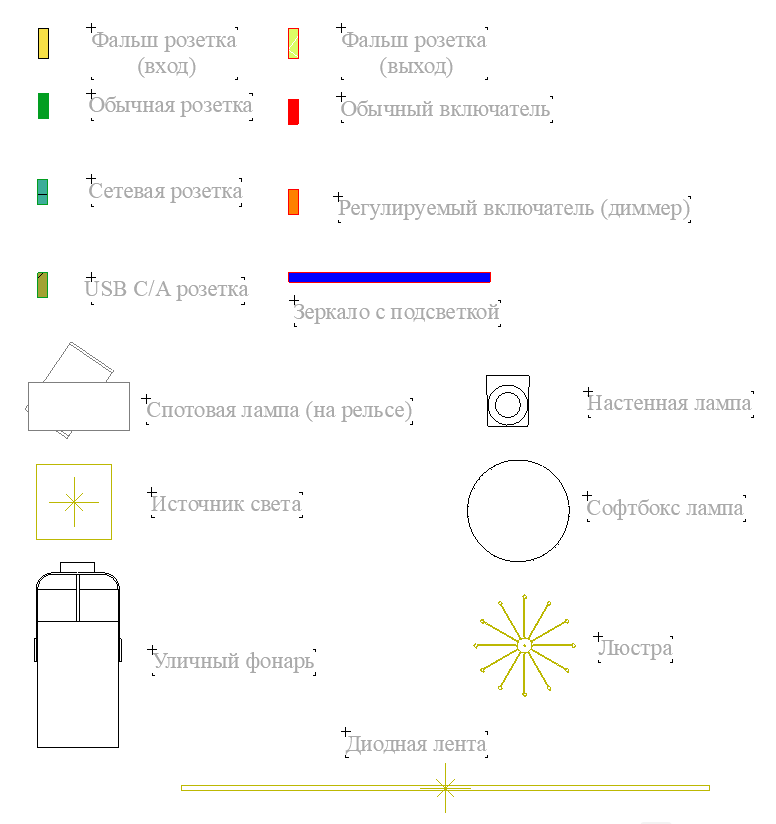 Фальш розетка
(вход)
Фальш розетка
(выход)
Обычная розетка
Обычный включатель
Сетевая розетка
Регулируемый включатель (диммер)
USB C/A розетка
Зеркало с подсветкой
Спотовая лампа (на рельсе)
Настенная лампа
Источник света
Софтбокс лампа
Уличный фонарь
Люстра
Диодная лента